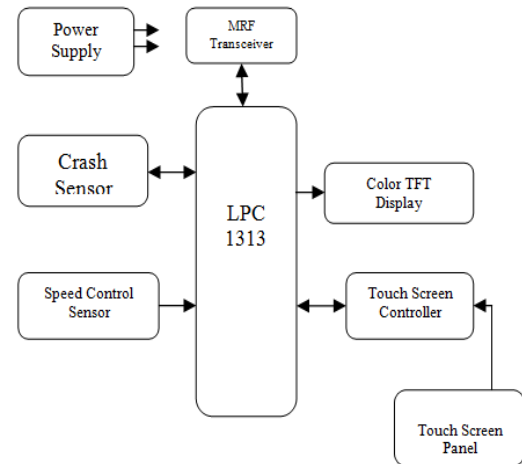 Power
Supply
MRF
Transceiver
Crash
Sensor
LPC
1313
Color TFT
Display
Speed Control
Sensor
Touch Screen
Controller
Touch Screen
Panel